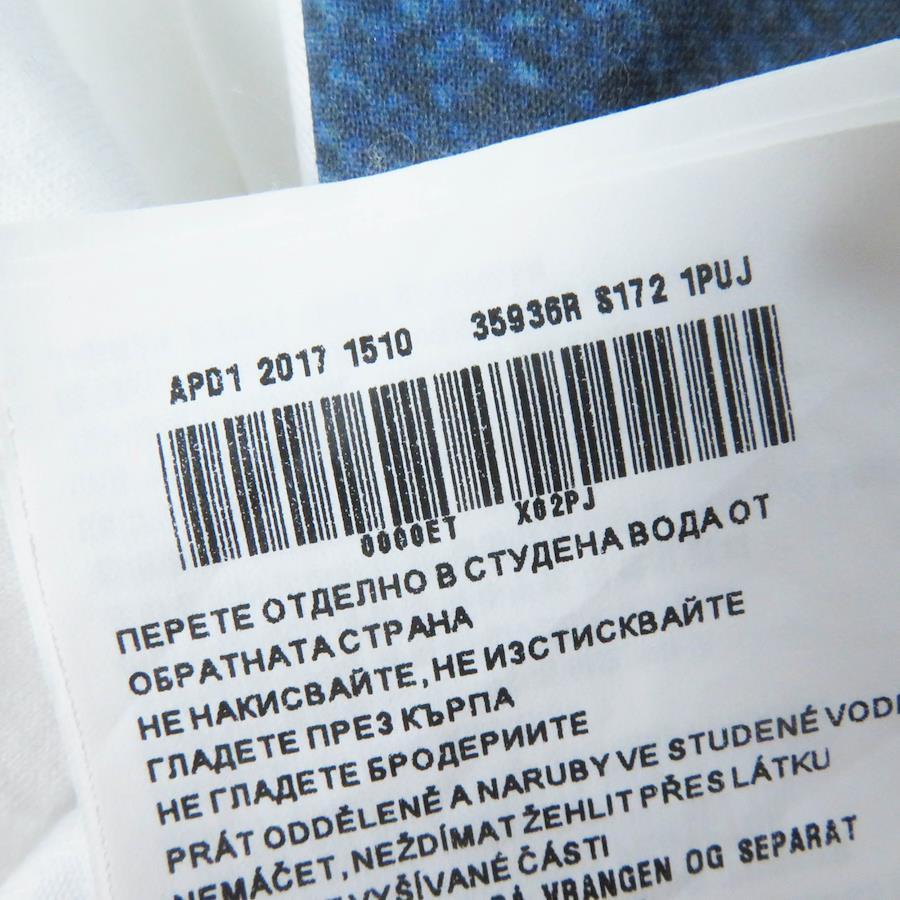 APD1 2017 1510 35936R S172 1PUJ
0000ET X02PJ
ПЕРЕТЕ ОТДЕЛНО В СТУДЕНА ВОДА ОТ
ОБРАТНАТА СТРАНА
НЕ НАКИСВАЙТЕ, НЕ ИЗСТИСКВАЙТЕ
ГЛАДЕТЕ ПРЕЗ КЪРПА
НЕ ГЛАДЕТЕ БРОДЕРИИТЕ
PRÁT ODDĚLENĚ A NARUBY VE STUDENÉ VODĚ
NEMÁČET, NEŽDÍMAT ŽEHLIT PŘES LÁTKU
VYŠÍVANÉ ČÁSTI
VRANGEN OG SEPARAT